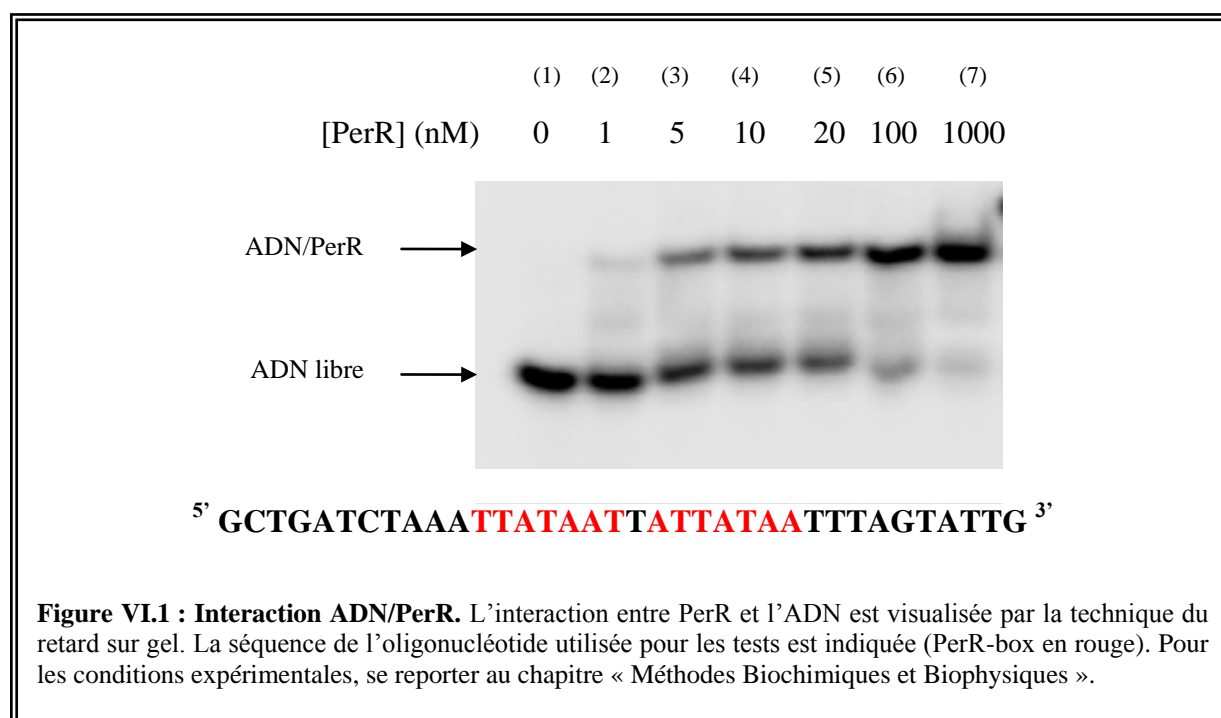 (1) (2) (3) (4) (5) (6) (7)
[PerR] (nM) 0 1 5 10 20 100 1000
ADN/PerR
ADN libre
5’ GCTGATCTAAATTATAATTATTATAATTTAGTATTG 3’
Figure VI.1 : Interaction ADN/PerR. L’interaction entre PerR et l’ADN est visualisée par la technique du
retard sur gel. La séquence de l’oligonucléotide utilisée pour les tests est indiquée (PerR-box en rouge). Pour
les conditions expérimentales, se reporter au chapitre « Méthodes Biochimiques et Biophysiques ».